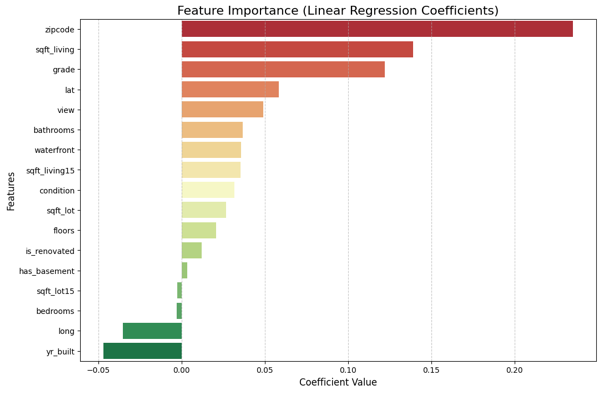 Feature Importance (Linear Regression Coefficients)
Features
zipcode
sqft_living
grade
lat
view
bathrooms
waterfront
sqft_living15
condition
sqft_lot
floors
is_renovated
has_basement
sqft_lot15
bedrooms
long
yr_built
−0.05 0.00 0.05 0.10 0.15 0.20
Coefficient Value